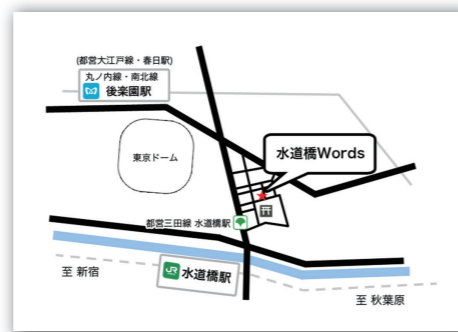 (都営大江戸線・春日駅)
丸ノ内線・南北線
後楽園駅
東京ドーム
水道橋Words
都営三田線 水道橋駅
至 新宿
JR 水道橋駅
至 秋葉原